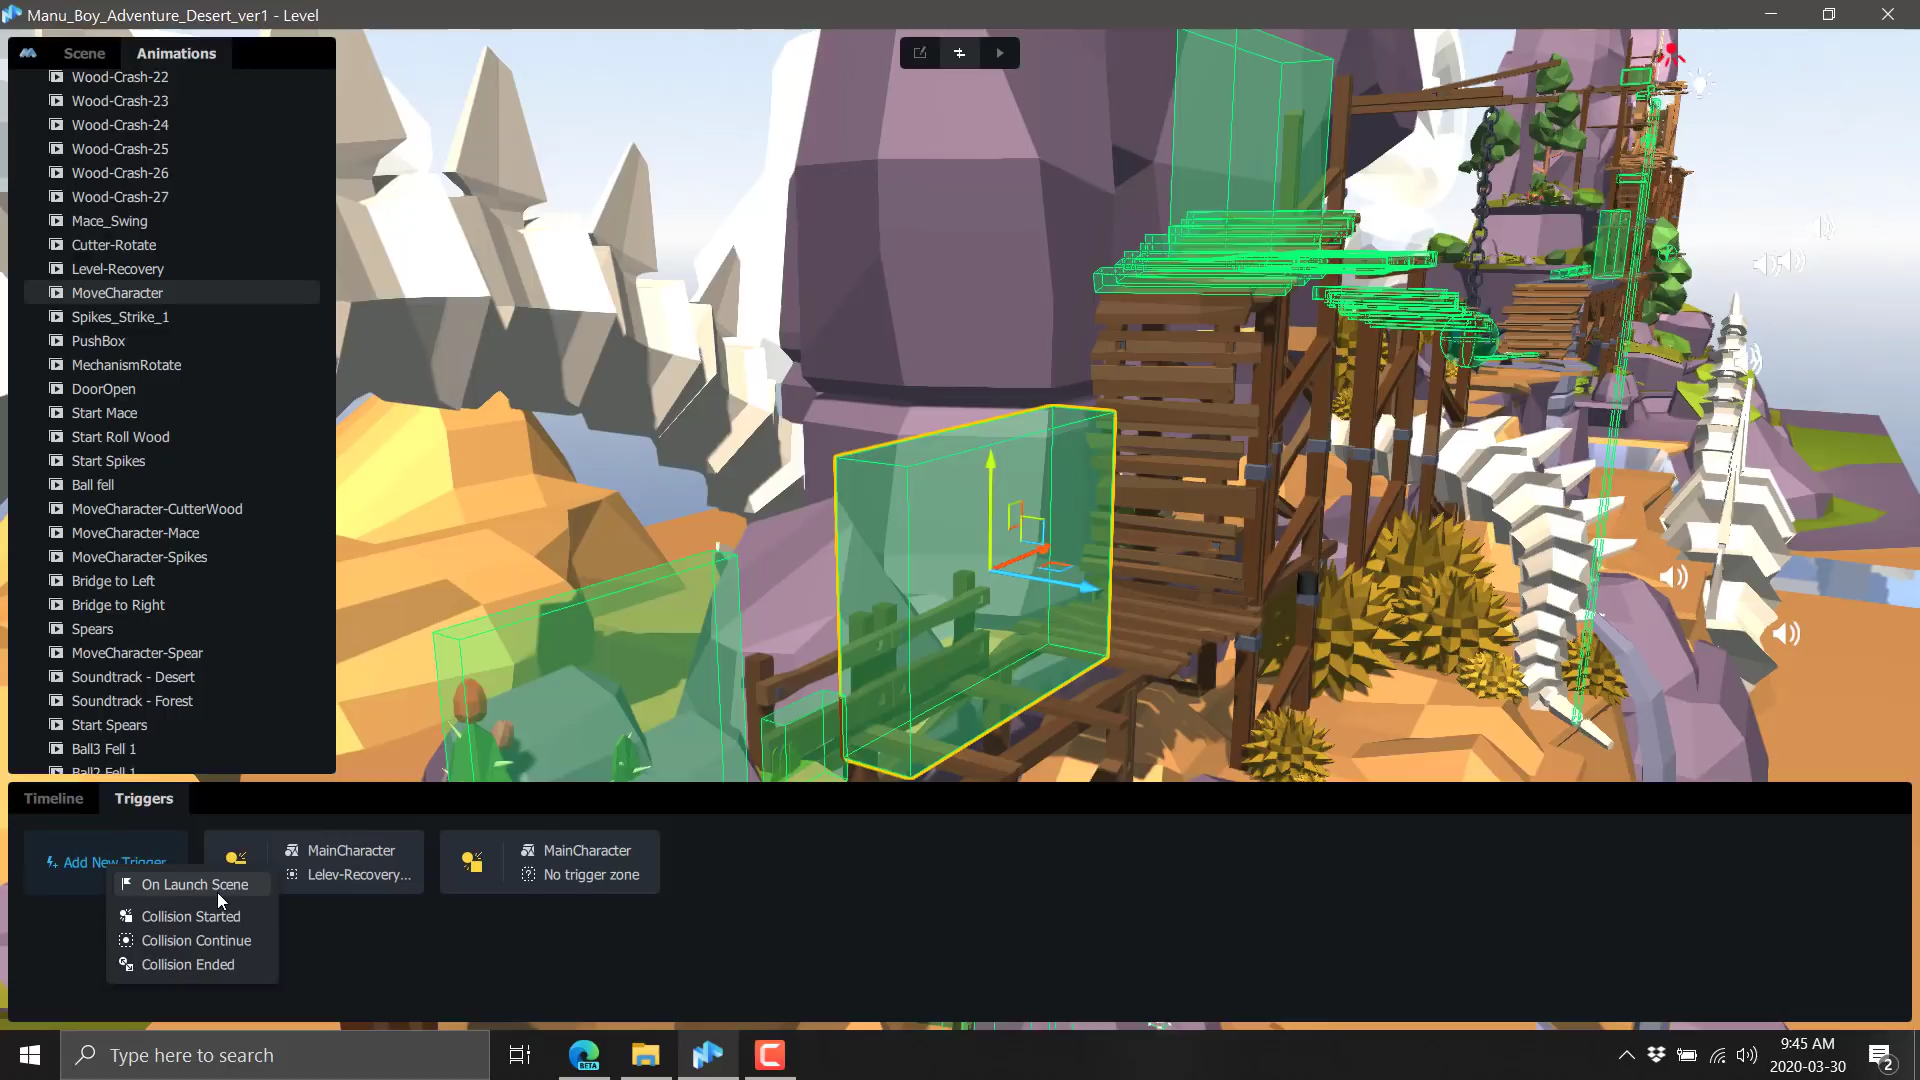 Manu_Boy_Adventure_Desert_ver1 - Level
Scene
Animations
Wood-Crash-22
Wood-Crash-23
Wood-Crash-24
Wood-Crash-25
Wood-Crash-26
Wood-Crash-27
Mace_Swing
Cutter-Rotate
Level-Recovery
MoveCharacter
Spikes_Strike_1
PushBox
MechanismRotate
DoorOpen
Start Mace
Start Roll Wood
Start Spikes
Ball fell
MoveCharacter-CutterWood
MoveCharacter-Mace
MoveCharacter-Spikes
Bridge to Left
Bridge to Right
Spears
MoveCharacter-Spear
Soundtrack - Desert
Soundtrack - Forest
Start Spears
Ball3 Fell 1
Ball2 Fell 1
Timeline
Triggers
Add New Trigger
MainCharacter
Lelev-Recovery...
MainCharacter
No trigger zone
On Launch Scene
Collision Started
Collision Continue
Collision Ended
Type here to search
BETA
9:45 AM
2020-03-30
2